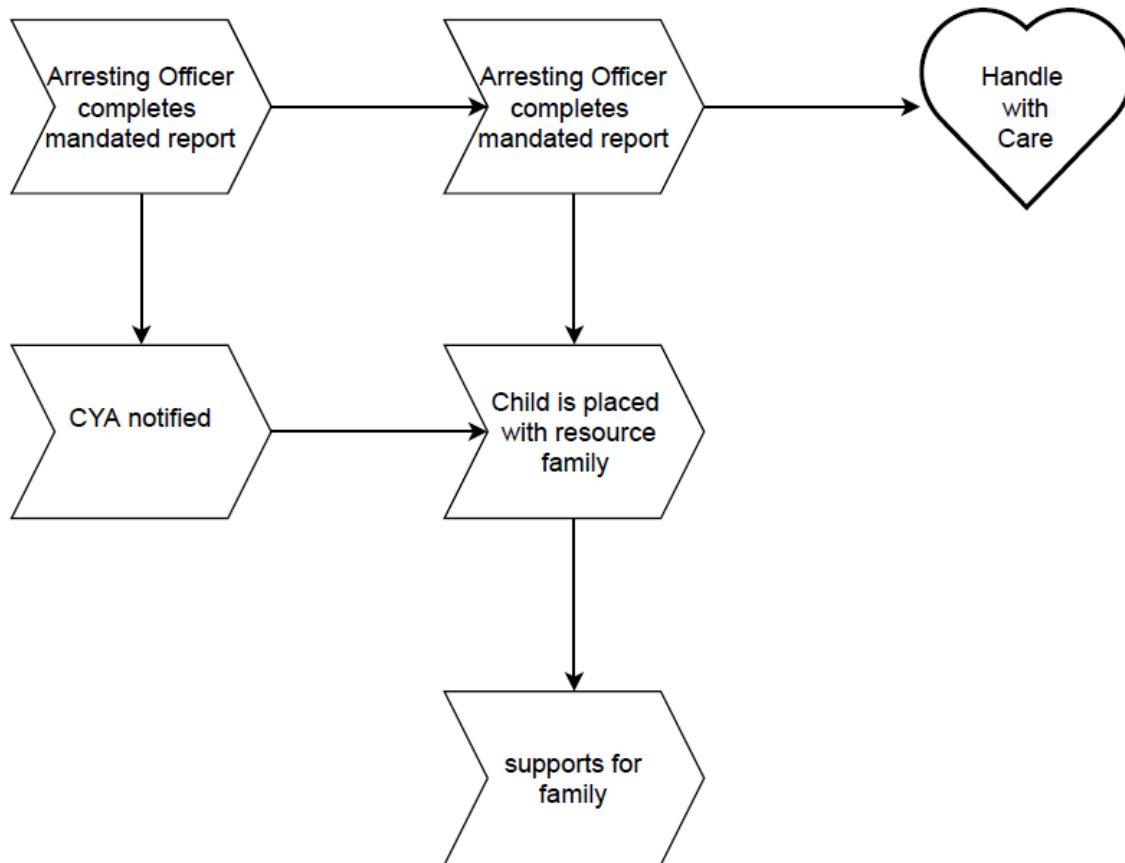 Arresting Officer
completes
mandated report
Arresting Officer
completes
mandated report
Handle
with
Care
CYA notified
Child is placed
with resource
family
supports for
family